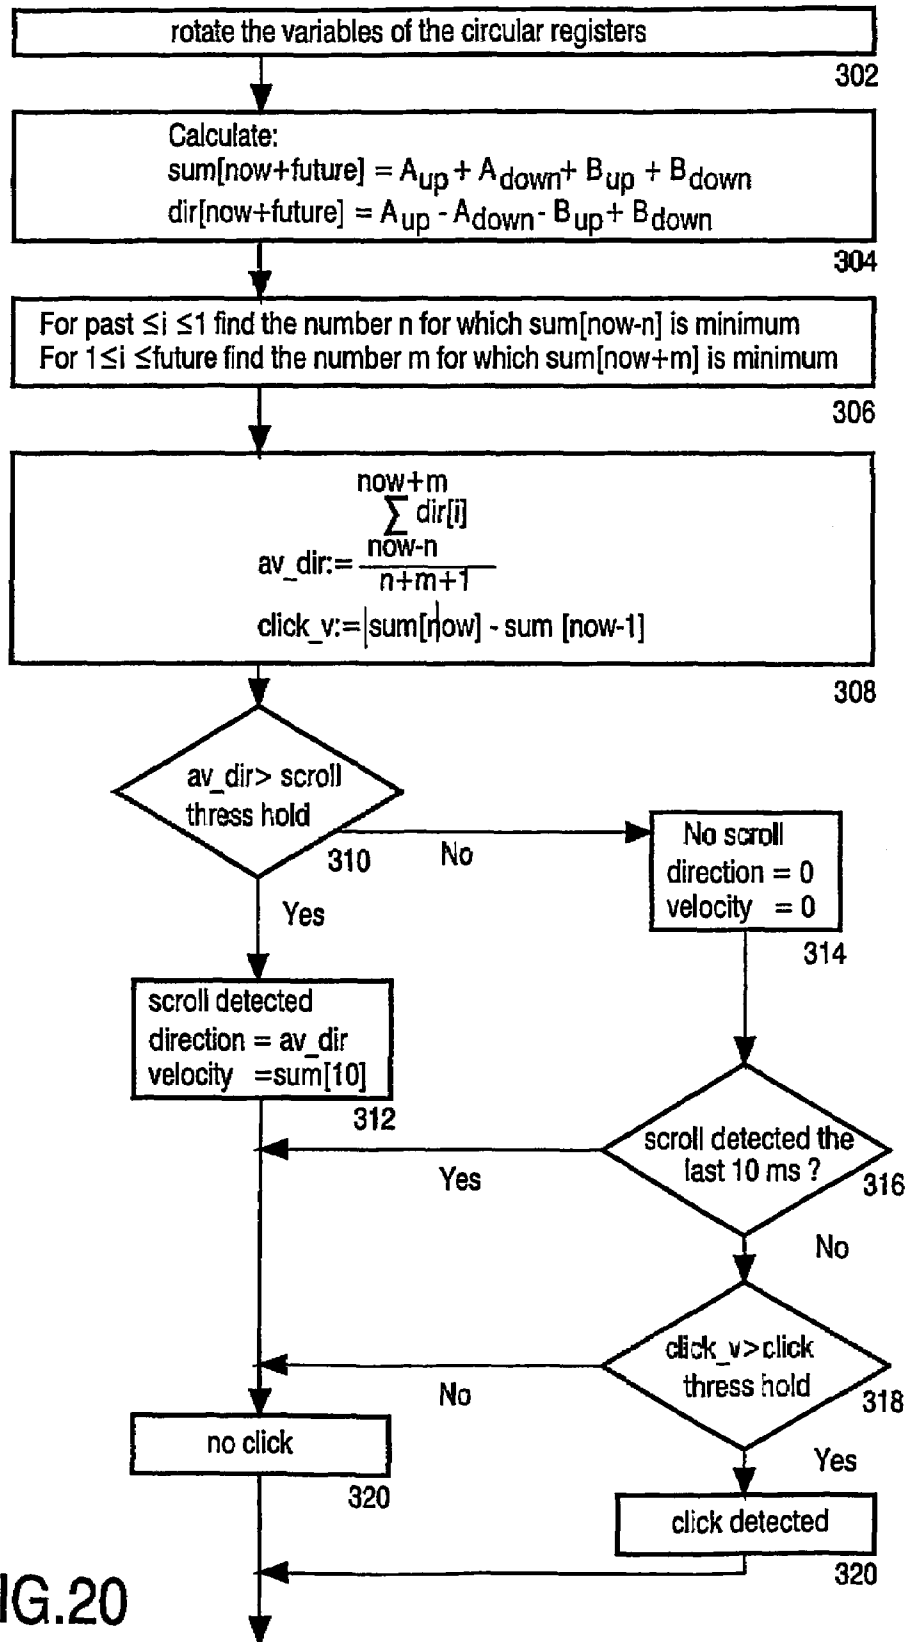 rotate the variables of the circular registers
302
Calculate:
sum[now+future] = Aup + Adown+ Bup + Bdown
dir[now+future] = Aup - Adown- Bup+ Bdown
304
For past ≤i ≤1 find the number n for which sum[now-n] is minimum
For 1≤i ≤future find the number m for which sum[now+m] is minimum
306
now+m
∑ dir[i]
now-n
av_dir:=
n+m+1
click_v:=|sum[now] - sum [now-1]
308
av_dir> scroll
thress hold
310
No
Yes
No scroll
direction = 0
velocity = 0
314
scroll detected
direction = av_dir
velocity =sum[10]
312
scroll detected the
last 10 ms ?
316
Yes
No
click_v>click
thress hold
318
No
Yes
no click
320
click detected
320
IG.20